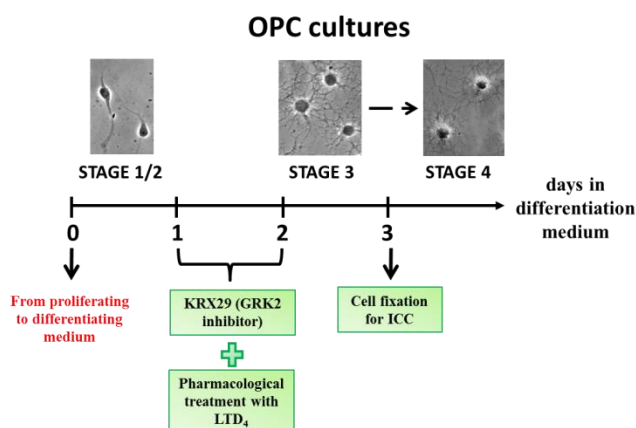 OPC cultures
STAGE 1/2
STAGE 3
STAGE 4
0
1
2
3
days in
differentiation
medium
From proliferating
to differentiating
medium
KRX29 (GRK2
inhibitor)
Pharmacological
treatment with
LTD₄
Cell fixation
for ICC